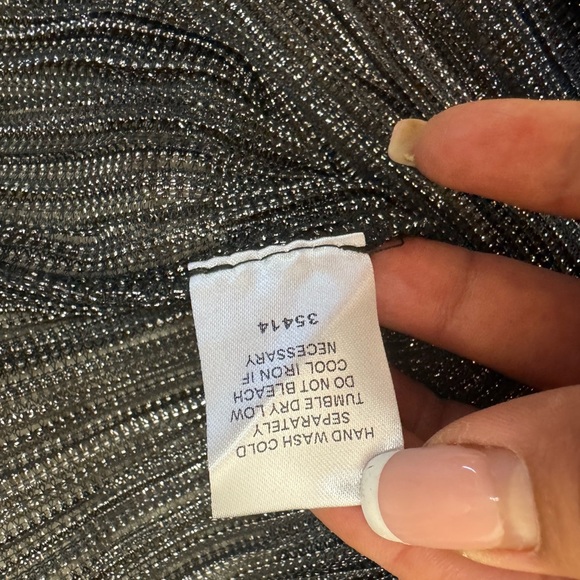 HAND WASH COLD
SEPARATELY
TUMBLE DRY LOW
DO NOT BLEACH
COOL IRON IF
NECESSARY
35414